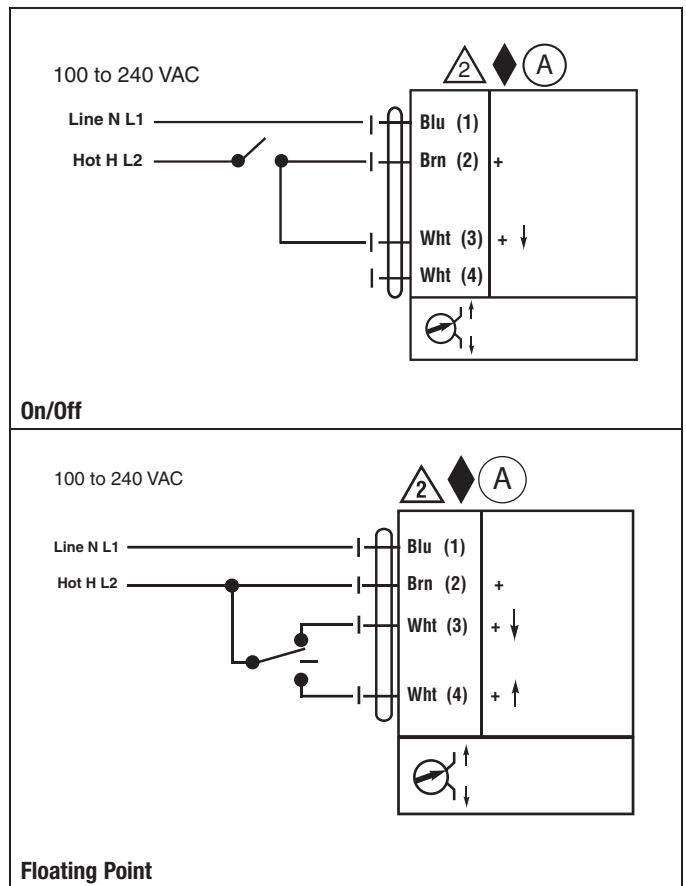 100 to 240 VAC
2 A
Line N L1
Blu (1)
Hot H L2
Brn (2) +
Wht (3) + ↓
Wht (4)
On/Off
100 to 240 VAC
2 A
Line N L1
Blu (1)
Hot H L2
Brn (2) +
Wht (3) + ↓
Wht (4) + ↑
Floating Point